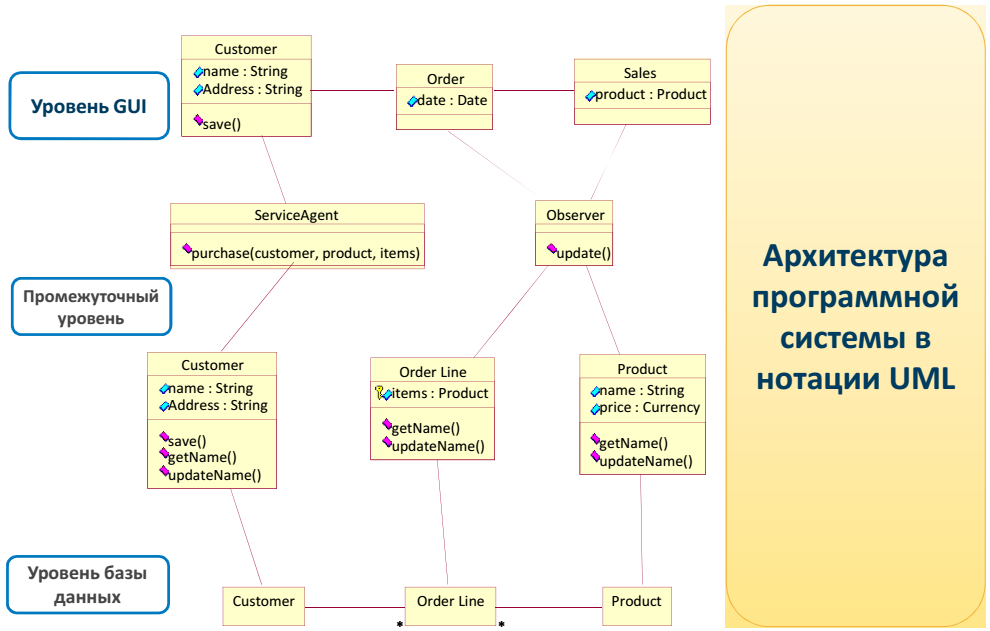 Уровень GUI
Customer
name : String
Address : String
save()
Order
date : Date
Sales
product : Product
ServiceAgent
purchase(customer, product, items)
Observer
update()
Промежуточный
уровень
Customer
name : String
Address : String
save()
getName()
updateName()
Order Line
items : Product
getName()
updateName()
Product
name : String
price : Currency
getName()
updateName()
Уровень базы
данных
Customer
Order Line
Product
* *
Архитектура
программной
системы в
нотации UML